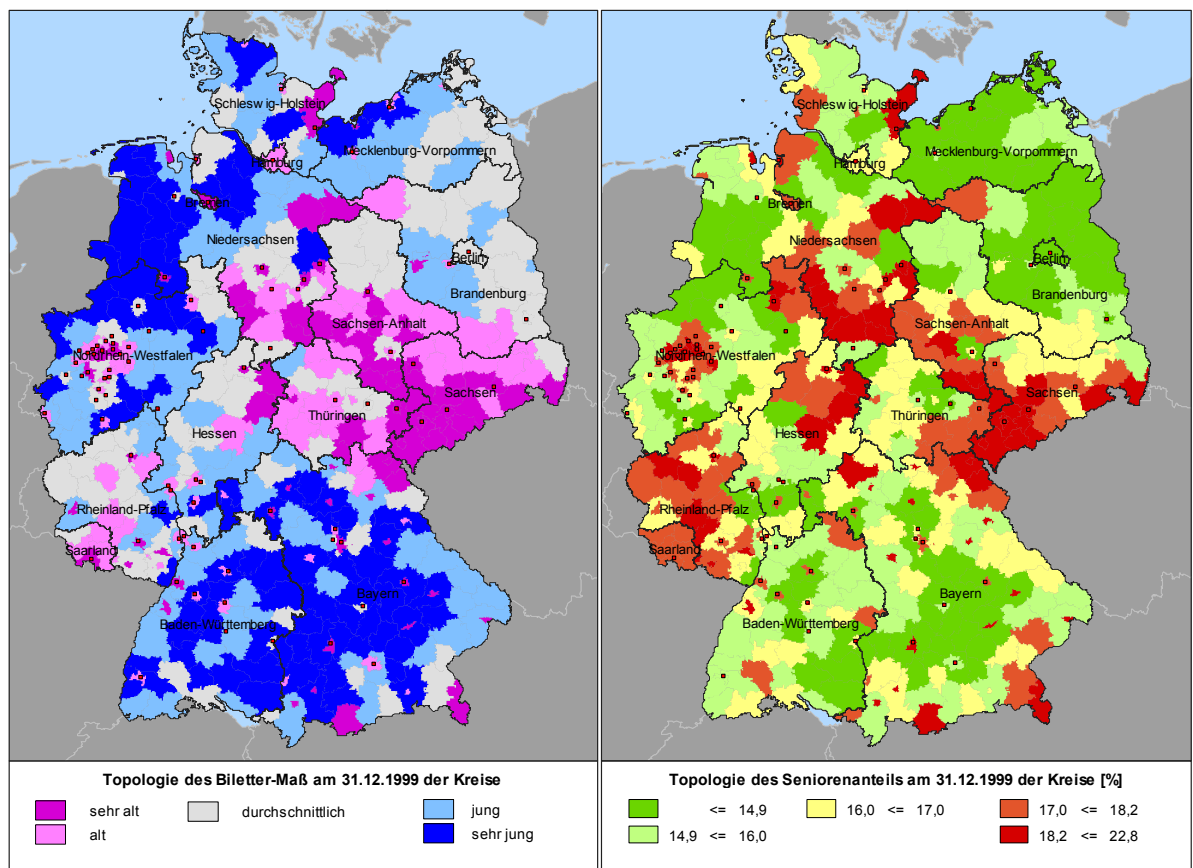 Schleswig-Holstein
Mecklenburg-Vorpommern
Hamburg
Bremen
Niedersachsen
Berlin
Brandenburg
Sachsen-Anhalt
Nordrhein-Westfalen
Sachsen
Thüringen
Hessen
Rheinland-Pfalz
Saarland
Bayern
Baden-Württemberg
Topologie des Biletter-Maß am 31.12.1999 der Kreise
sehr alt
durchschnittlich
jung
alt
sehr jung
Schleswig-Holstein
Mecklenburg-Vorpommern
Hamburg
Bremen
Niedersachsen
Berlin
Brandenburg
Sachsen-Anhalt
Nordrhein-Westfalen
Sachsen
Thüringen
Hessen
Rheinland-Pfalz
Saarland
Bayern
Baden-Württemberg
Topologie des Seniorenanteils am 31.12.1999 der Kreise [%]
<= 14,9
16,0 <= 17,0
17,0 <= 18,2
14,9 <= 16,0
18,2 <= 22,8